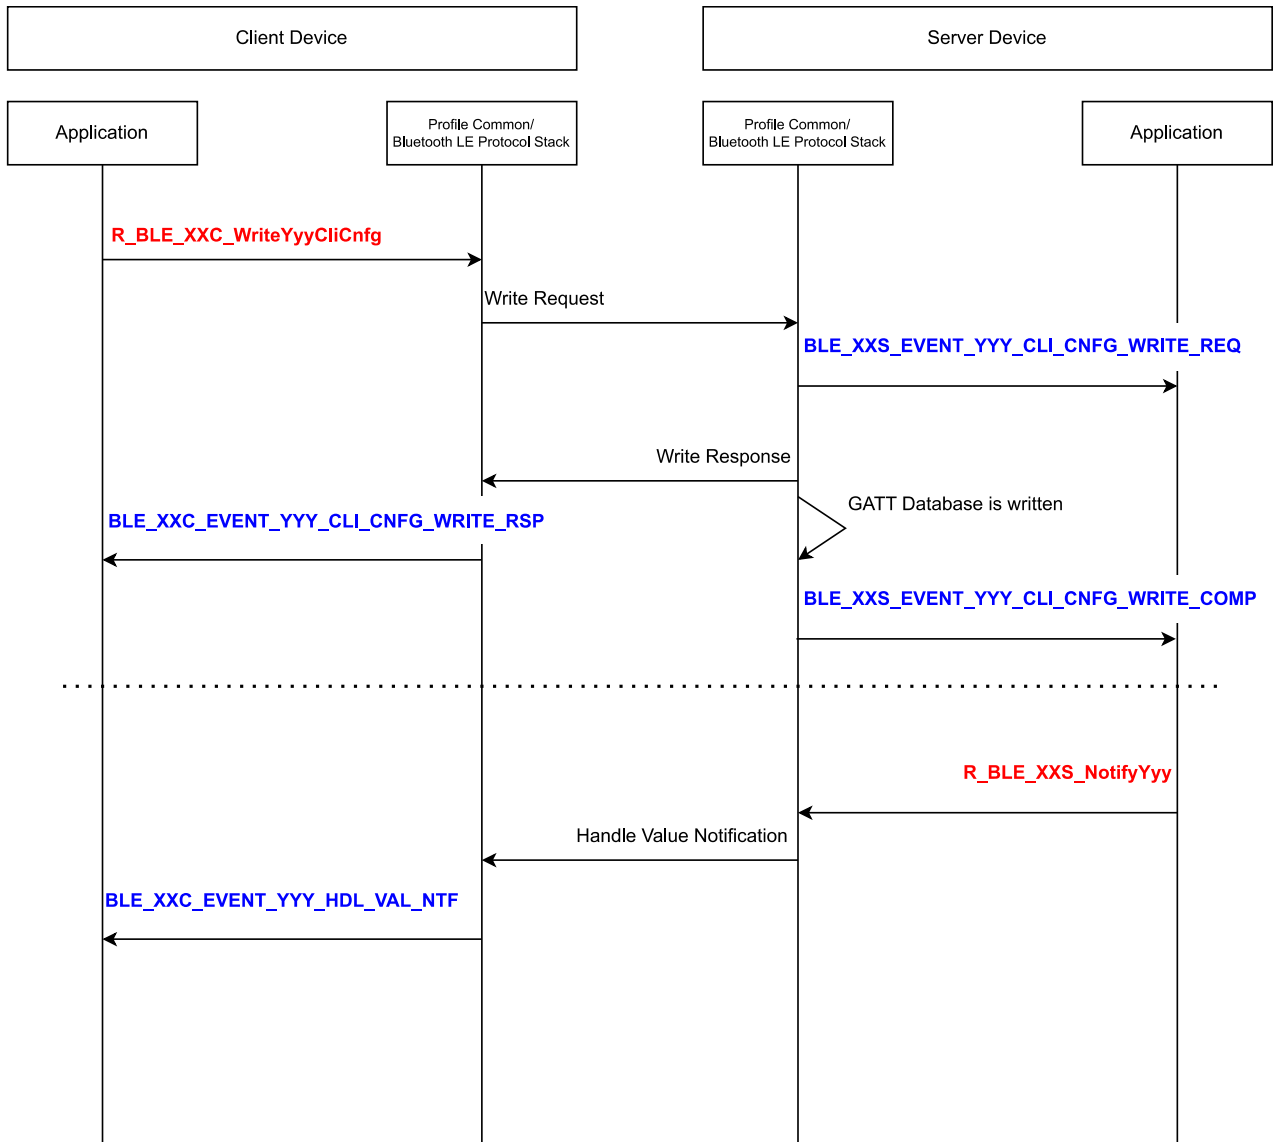 Client Device
Server Device
Application
Profile Common/
Bluetooth LE Protocol Stack
Profile Common/
Bluetooth LE Protocol Stack
Application
R_BLE_XXC_WriteYyyCliCnfg
Write Request
BLE_XXS_EVENT_YYY_CLI_CNFG_WRITE_REQ
Write Response
GATT Database is written
BLE_XXC_EVENT_YYY_CLI_CNFG_WRITE_RSP
BLE_XXS_EVENT_YYY_CLI_CNFG_WRITE_COMP
R_BLE_XXS_NotifyYyy
Handle Value Notification
BLE_XXC_EVENT_YYY_HDL_VAL_NTF